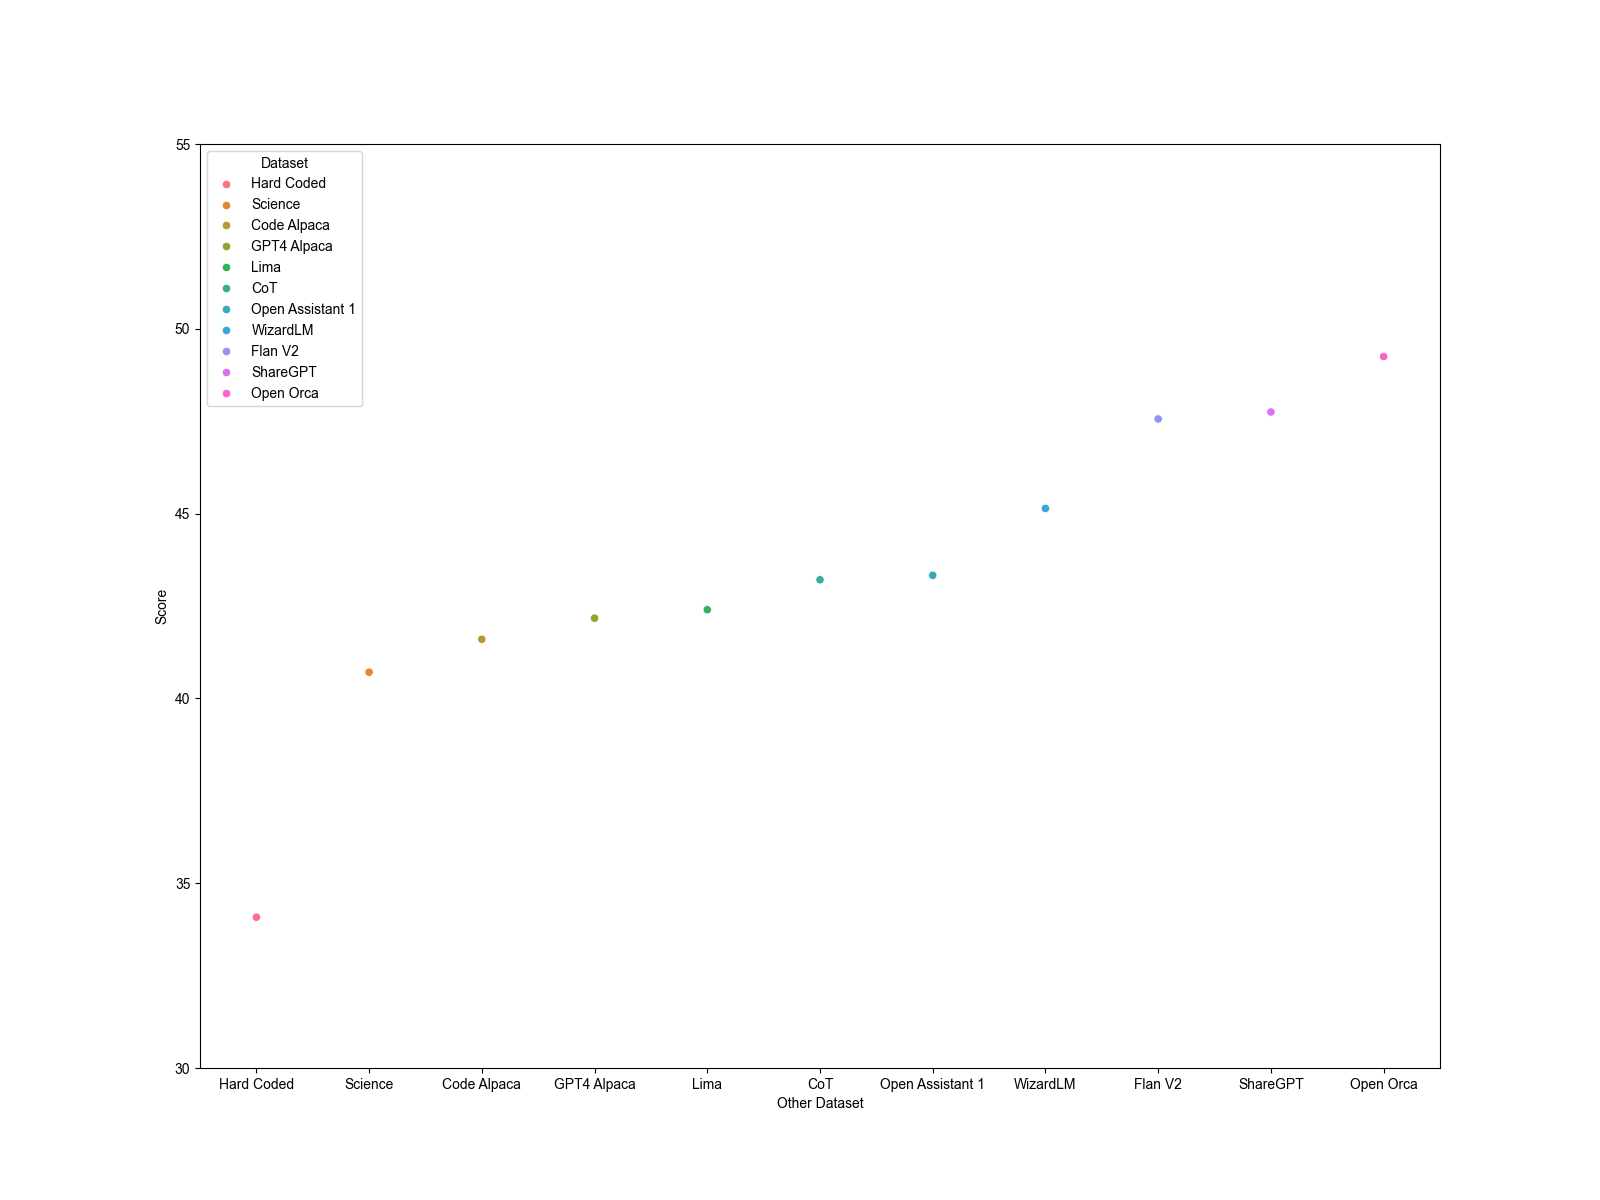 55
Dataset
Hard Coded
Science
Code Alpaca
GPT4 Alpaca
Lima
CoT
Open Assistant 1
WizardLM
Flan V2
ShareGPT
Open Orca
50
45
Score
40
35
30
Hard Coded Science Code Alpaca GPT4 Alpaca Lima CoT Open Assistant 1 WizardLM Flan V2 ShareGPT Open Orca
Other Dataset